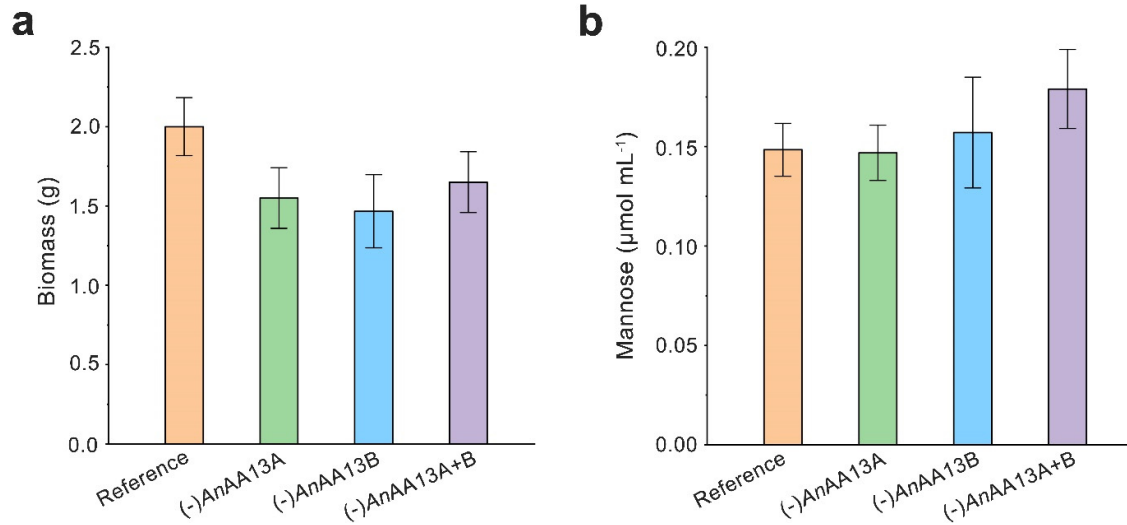 a
2.5
2.0
1.5
1.0
0.5
0.0
Biomass (g)
Reference
(-)AnAA13A
(-)AnAA13B
(-)AnAA13A+B
b
0.20
0.15
0.10
0.05
0.00
Mannose (μmol mL⁻¹)
Reference
(-)AnAA13A
(-)AnAA13B
(-)AnAA13A+B